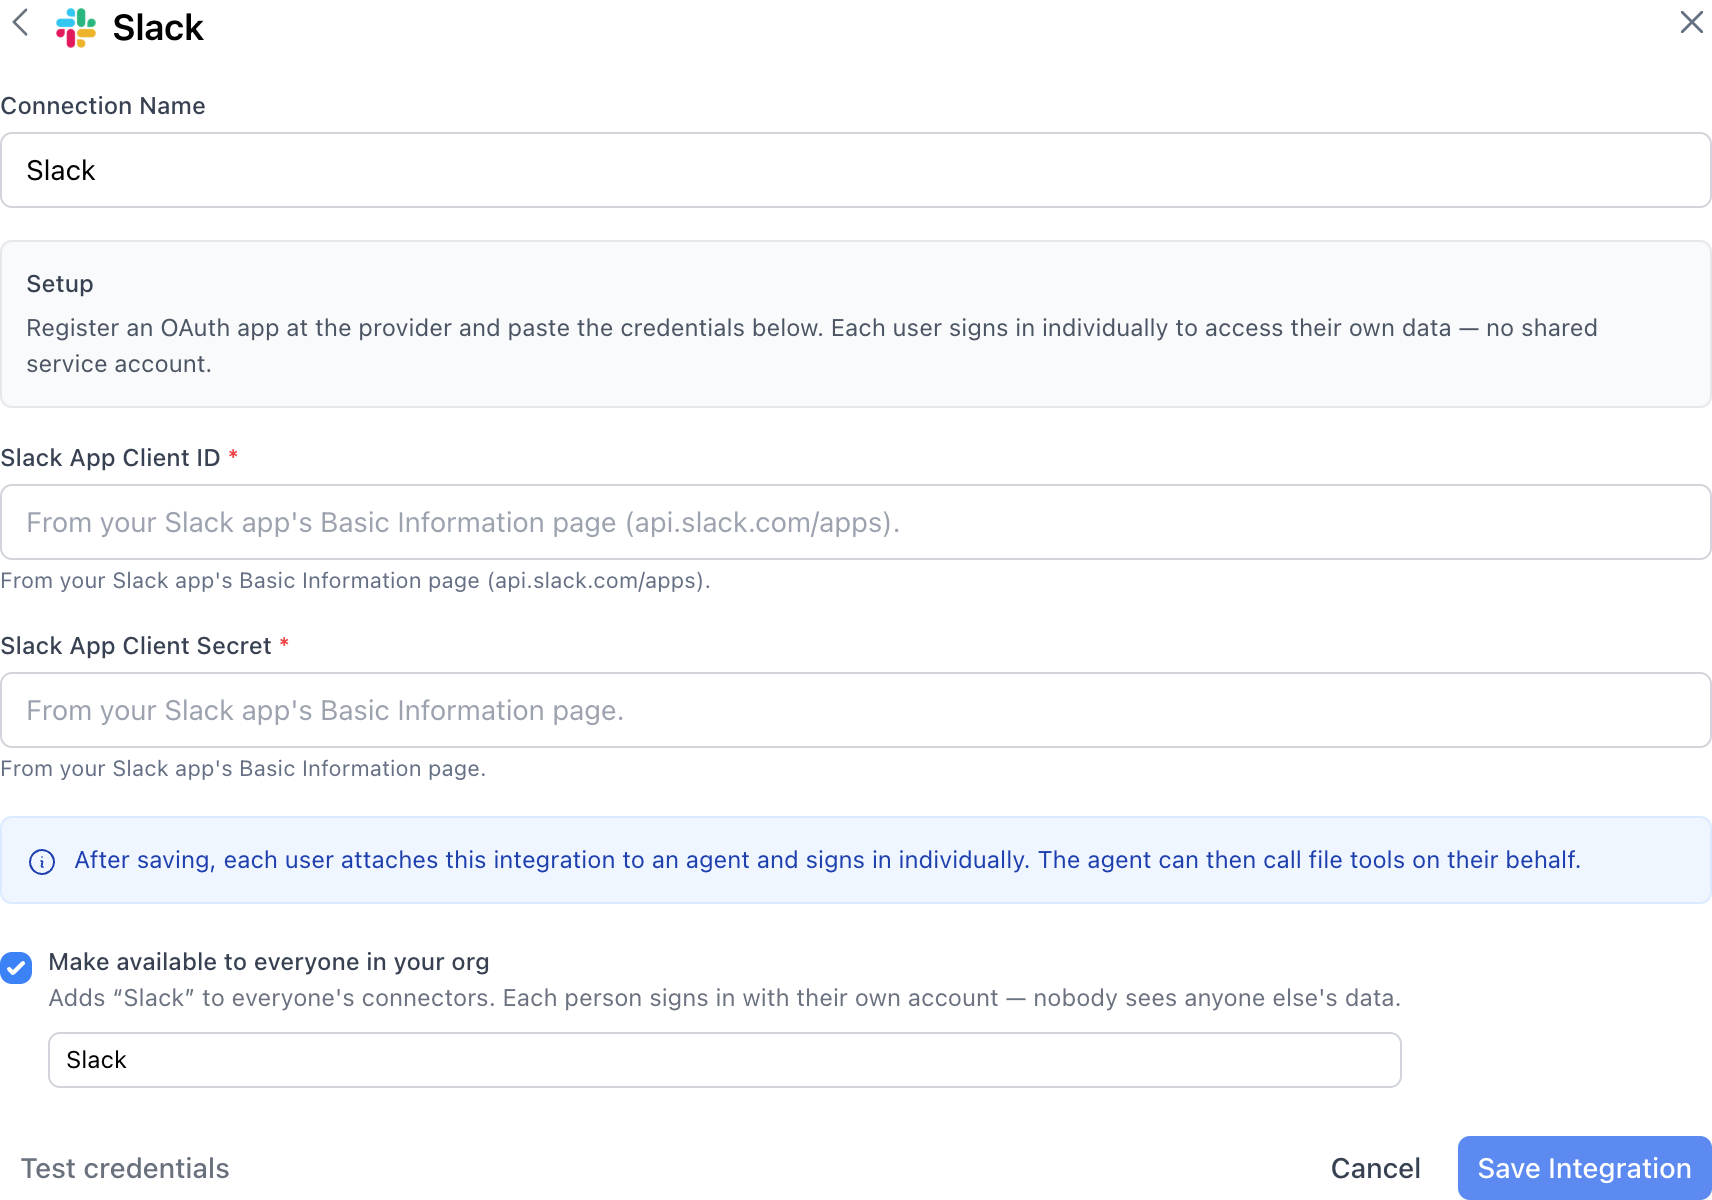 Slack
Connection Name
Slack
Setup
Register an OAuth app at the provider and paste the credentials below. Each user signs in individually to access their own data — no shared
service account.
Slack App Client ID *
From your Slack app's Basic Information page (api.slack.com/apps).
From your Slack app's Basic Information page (api.slack.com/apps).
Slack App Client Secret *
From your Slack app's Basic Information page.
From your Slack app's Basic Information page.
After saving, each user attaches this integration to an agent and signs in individually. The agent can then call file tools on their behalf.
Make available to everyone in your org
Adds “Slack” to everyone's connectors. Each person signs in with their own account — nobody sees anyone else's data.
Slack
Test credentials
Cancel
Save Integration